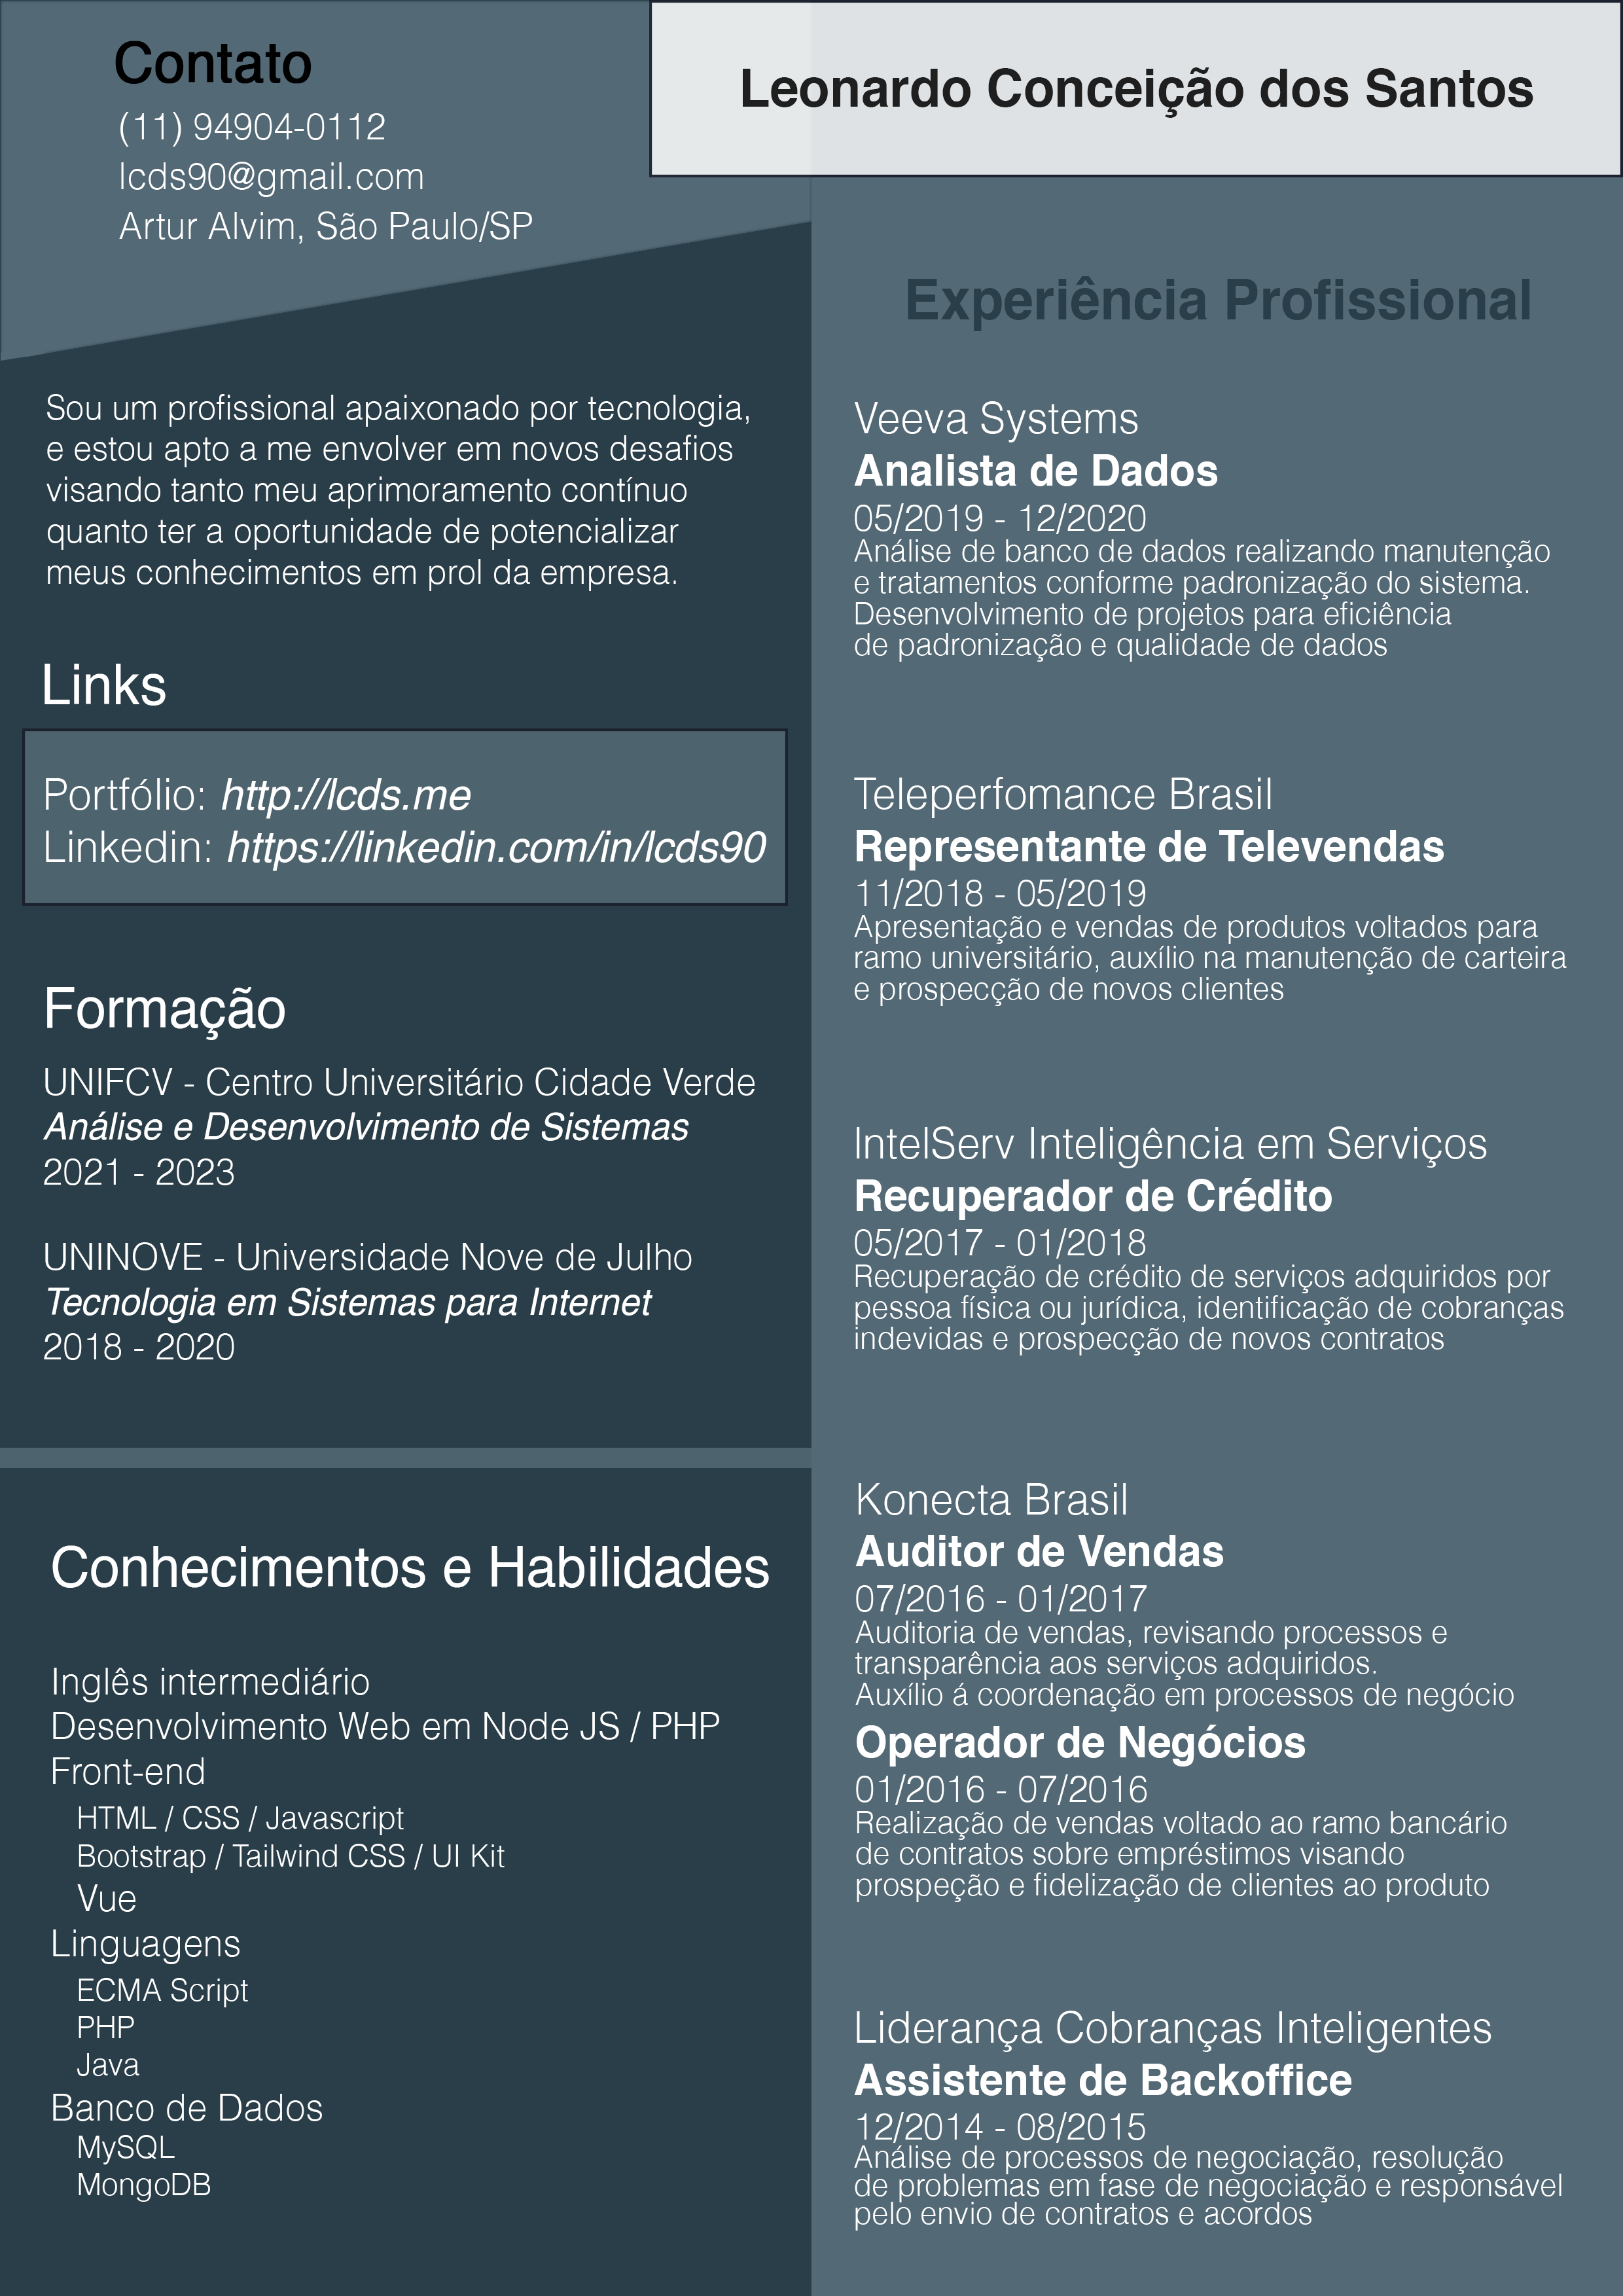 Contato
(11) 94904-0112
lcds90@gmail.com
Artur Alvim, São Paulo/SP
Leonardo Conceição dos Santos
Sou um profissional apaixonado por tecnologia,
e estou apto a me envolver em novos desafios
visando tanto meu aprimoramento contínuo
quanto ter a oportunidade de potencializar
meus conhecimentos em prol da empresa.
Links
Portfólio: http://lcds.me
Linkedin: https://linkedin.com/in/lcds90
Formação
UNIFCV - Centro Universitário Cidade Verde
Análise e Desenvolvimento de Sistemas
2021 - 2023
UNINOVE - Universidade Nove de Julho
Tecnologia em Sistemas para Internet
2018 - 2020
Conhecimentos e Habilidades
Inglês intermediário
Desenvolvimento Web em Node JS / PHP
Front-end
HTML / CSS / Javascript
Bootstrap / Tailwind CSS / UI Kit
Vue
Linguagens
ECMA Script
PHP
Java
Banco de Dados
MySQL
MongoDB
Experiência Profissional
Veeva Systems
Analista de Dados
05/2019 - 12/2020
Análise de banco de dados realizando manutenção
e tratamentos conforme padronização do sistema.
Desenvolvimento de projetos para eficiência
de padronização e qualidade de dados
Teleperfomance Brasil
Representante de Televendas
11/2018 - 05/2019
Apresentação e vendas de produtos voltados para
ramo universitário, auxílio na manutenção de carteira
e prospecção de novos clientes
IntelServ Inteligência em Serviços
Recuperador de Crédito
05/2017 - 01/2018
Recuperação de crédito de serviços adquiridos por
pessoa física ou jurídica, identificação de cobranças
indevidas e prospecção de novos contratos
Konecta Brasil
Auditor de Vendas
07/2016 - 01/2017
Auditoria de vendas, revisando processos e
transparência aos serviços adquiridos.
Auxílio á coordenação em processos de negócio
Operador de Negócios
01/2016 - 07/2016
Realização de vendas voltado ao ramo bancário
de contratos sobre empréstimos visando
prospeção e fidelização de clientes ao produto
Liderança Cobranças Inteligentes
Assistente de Backoffice
12/2014 - 08/2015
Análise de processos de negociação, resolução
de problemas em fase de negociação e responsável
pelo envio de contratos e acordos